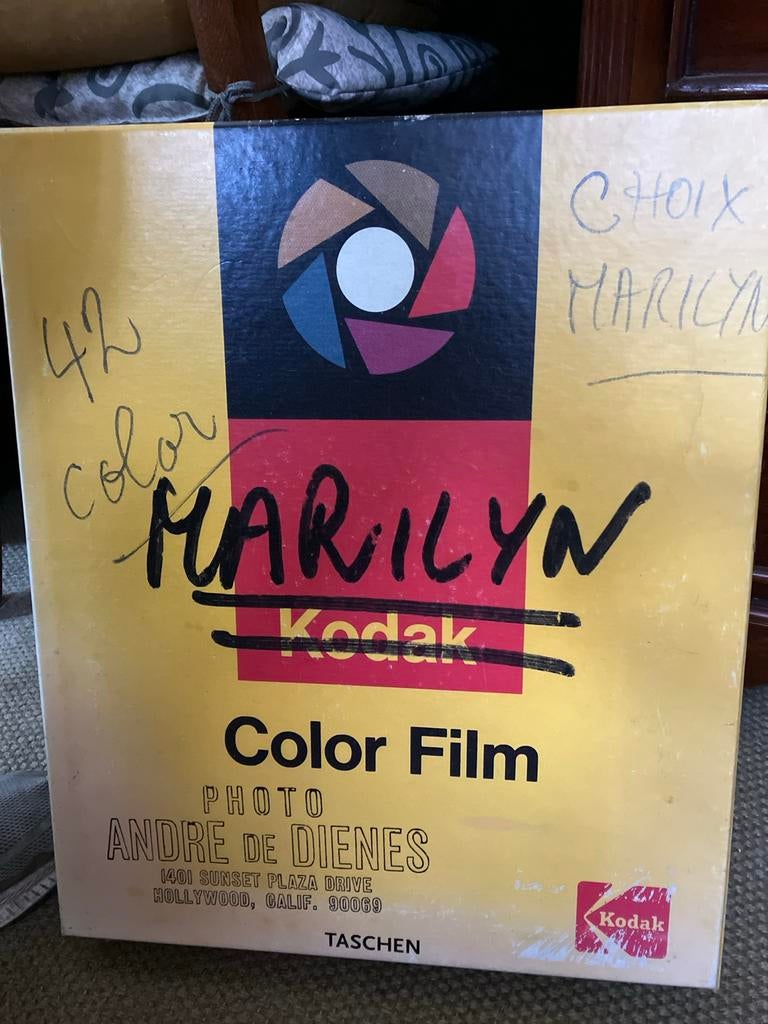 CHOIX
MARILYN
42
color
MARILYN
Kodak
Color Film
PHOTO
ANDRE DE DIENES
1401 SUNSET PLAZA DRIVE
HOLLYWOOD, CALIF. 90069
Kodak
TASCHEN